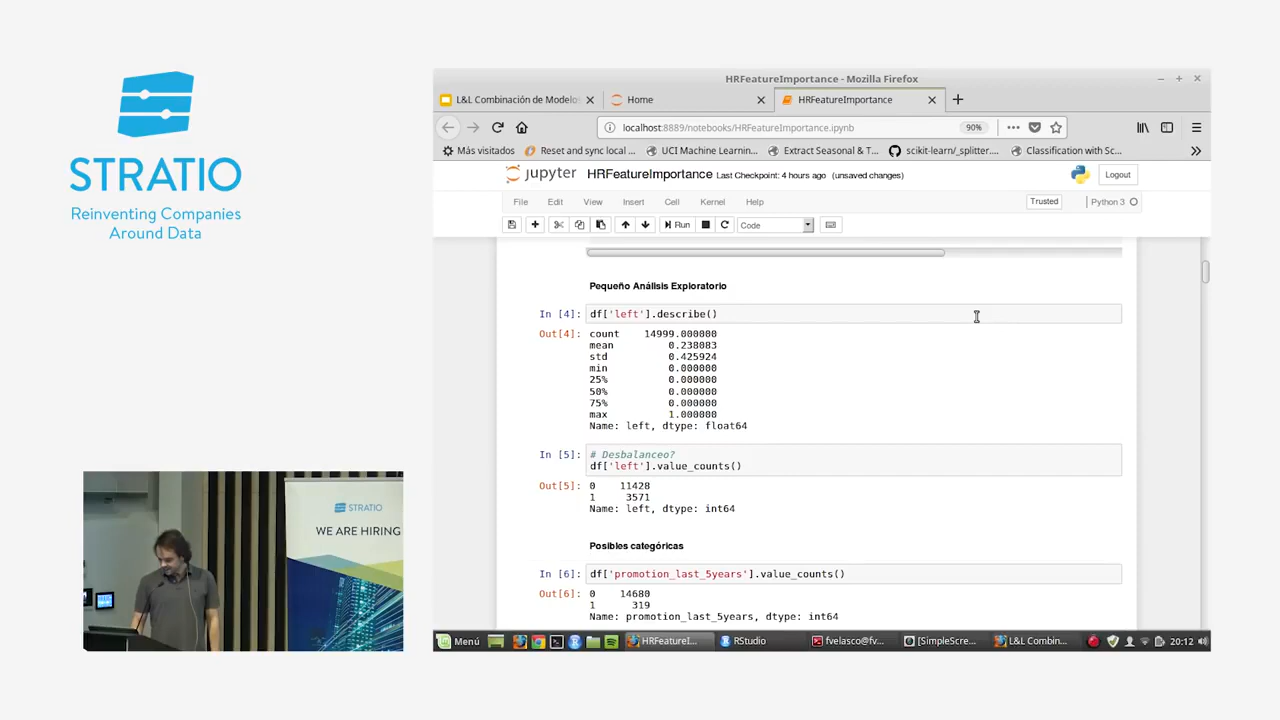 STRATIO
Reinventing Companies
Around Data
STRATIO
WE ARE HIRING
HRFeatureImportance - Mozilla Firefox
L&L Combinación de Modelos
Home
HRFeatureImportance
localhost:8889/notebooks/HRFeatureImportance.ipynb
90%
Más visitados
Reset and sync local ...
UCI Machine Learnin...
Extract Seasonal & T...
scikit-learn/_splitter....
Classification with Sc...
jupyter HRFeatureImportance Last Checkpoint: 4 hours ago (unsaved changes)
Logout
File Edit View Insert Cell Kernel Help
Trusted
Python 3
Run
Code
Pequeño Análisis Exploratorio
In [4]: df['left'].describe()
Out[4]: count 14999.000000
mean 0.238083
std 0.425924
min 0.000000
25% 0.000000
50% 0.000000
75% 0.000000
max 1.000000
Name: left, dtype: float64
In [5]: # Desbalanceo?
df['left'].value_counts()
Out[5]: 0 11428
1 3571
Name: left, dtype: int64
Posibles categóricas
In [6]: df['promotion_last_5years'].value_counts()
Out[6]: 0 14680
1 319
Name: promotion_last_5years, dtype: int64
Menú
HRFeatureI...
RStudio
fvelasco@fv...
[SimpleScre...
L&L Combin...
20:12